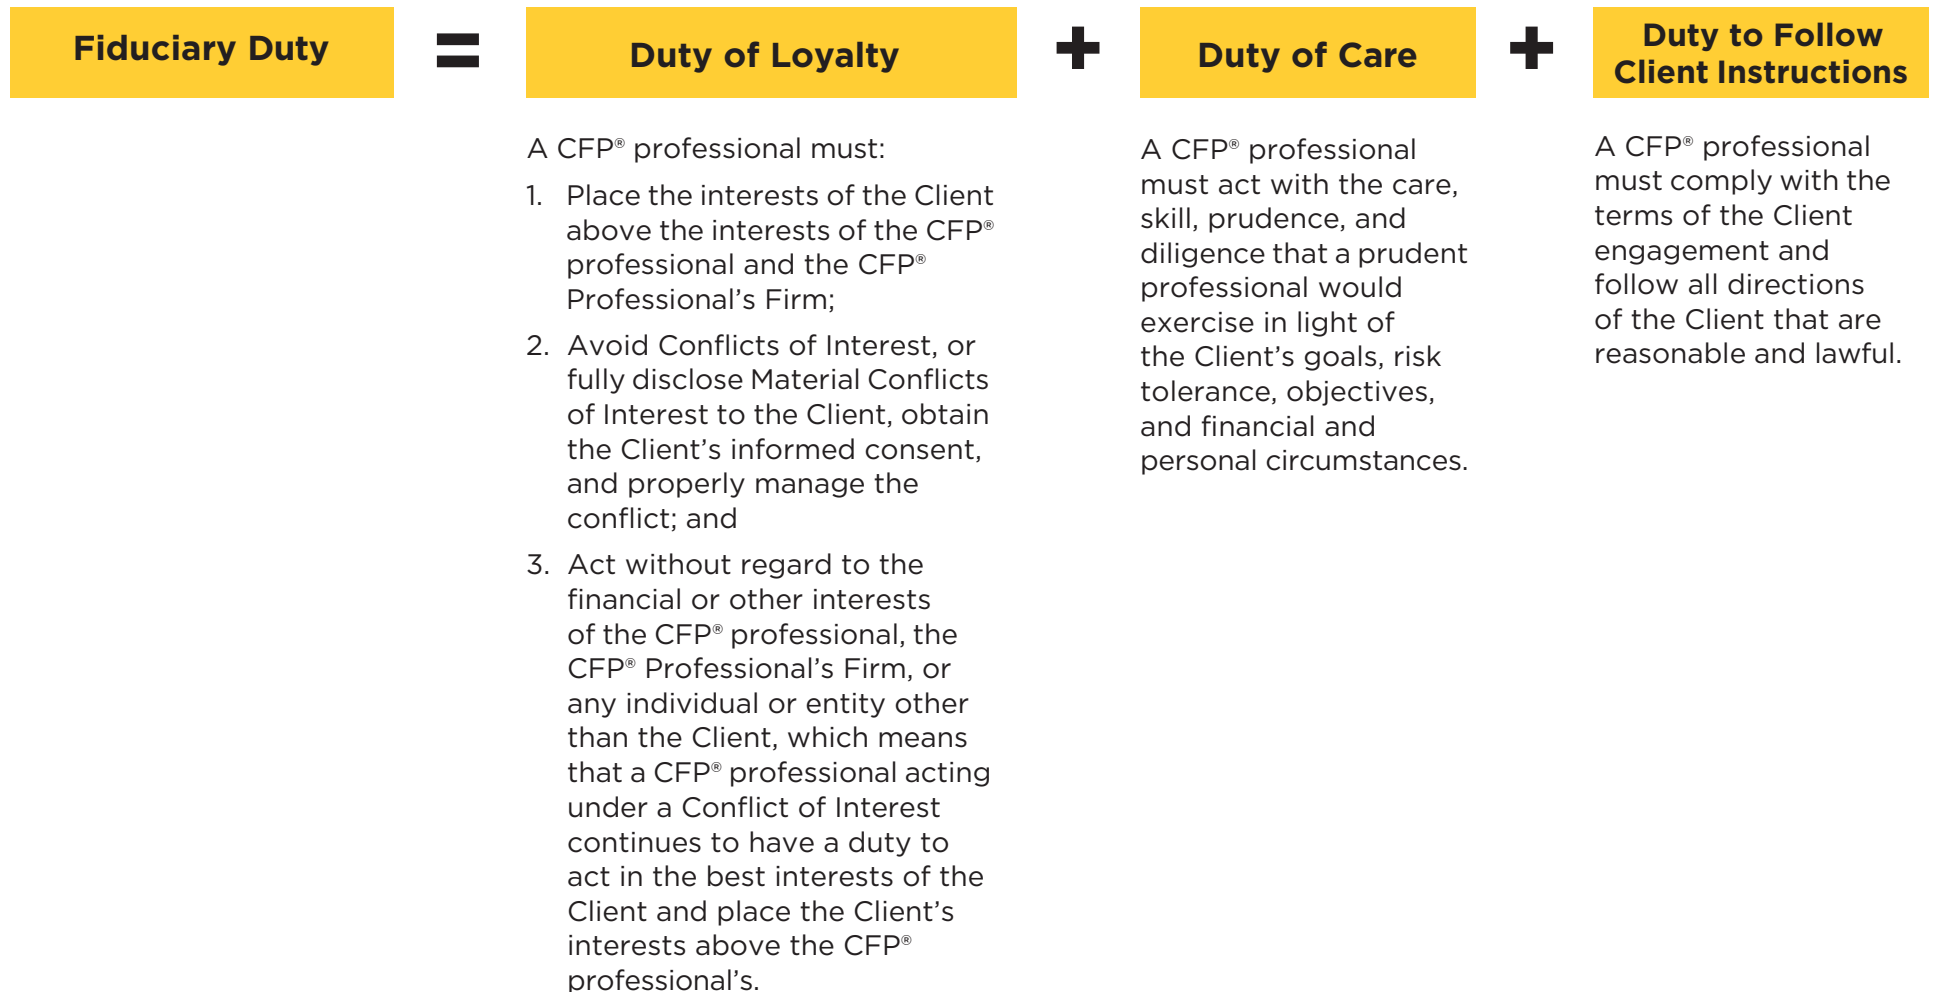 Fiduciary Duty
=
Duty of Loyalty
+
Duty of Care
+
Duty to Follow
Client Instructions
A CFP® professional must:
1. Place the interests of the Client
above the interests of the CFP®
professional and the CFP®
Professional’s Firm;
2. Avoid Conflicts of Interest, or
fully disclose Material Conflicts
of Interest to the Client, obtain
the Client’s informed consent,
and properly manage the
conflict; and
3. Act without regard to the
financial or other interests
of the CFP® professional, the
CFP® Professional’s Firm, or
any individual or entity other
than the Client, which means
that a CFP® professional acting
under a Conflict of Interest
continues to have a duty to
act in the best interests of the
Client and place the Client’s
interests above the CFP®
professional’s.
A CFP® professional
must act with the care,
skill, prudence, and
diligence that a prudent
professional would
exercise in light of
the Client’s goals, risk
tolerance, objectives,
and financial and
personal circumstances.
A CFP® professional
must comply with the
terms of the Client
engagement and
follow all directions
of the Client that are
reasonable and lawful.